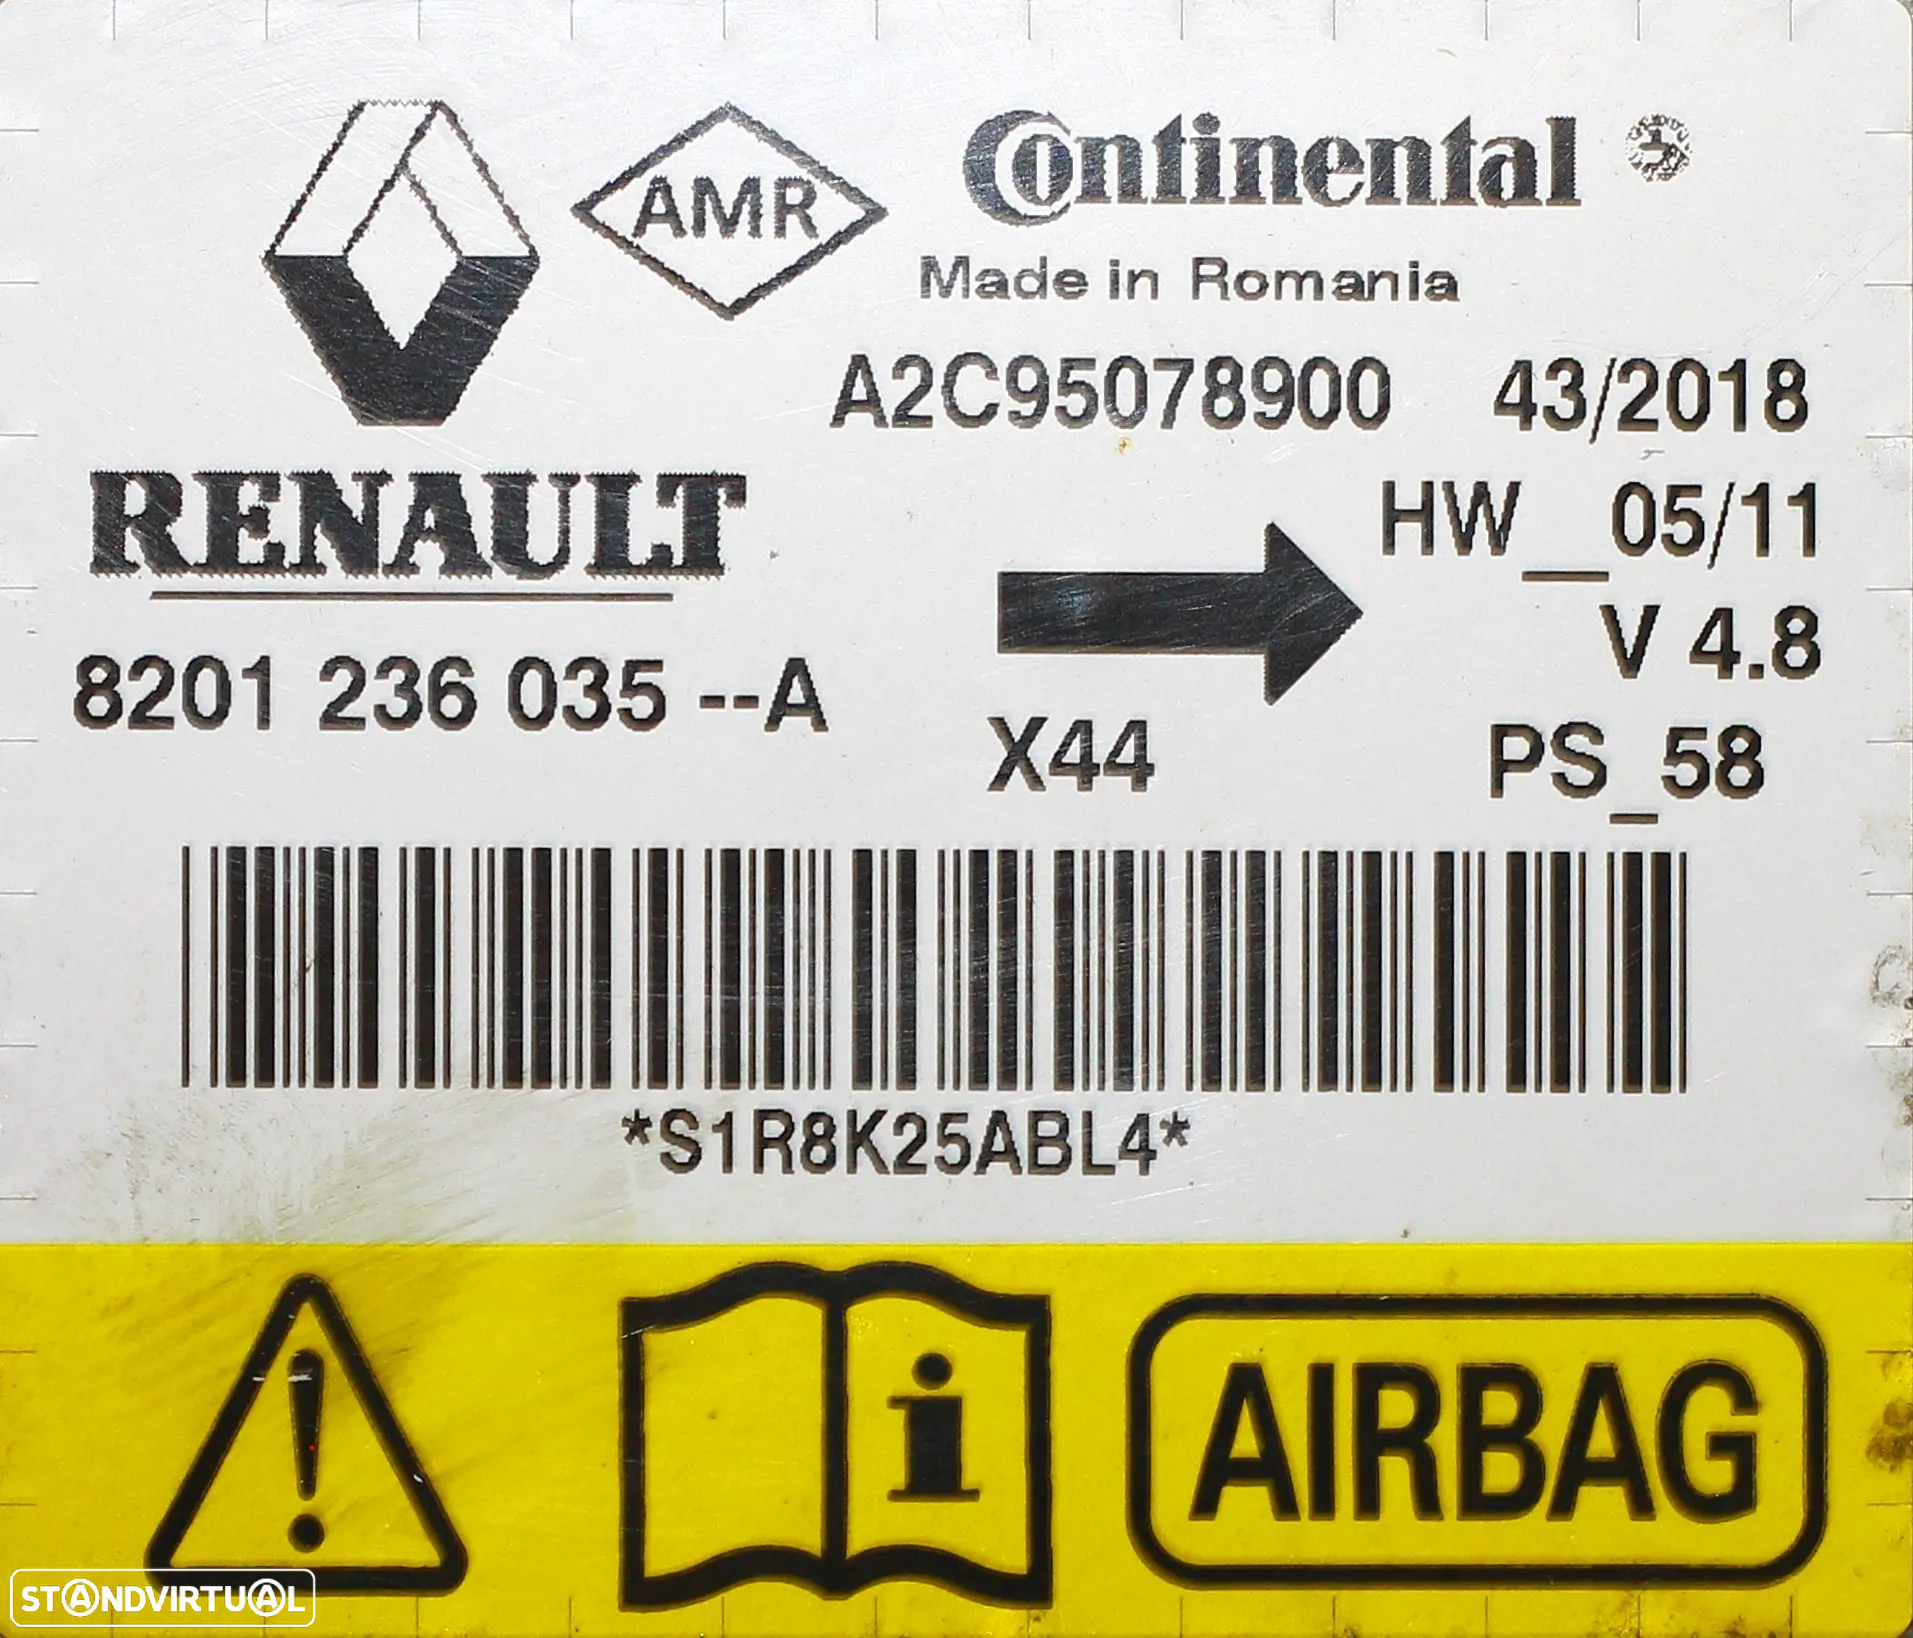 AMR
Continental
Made in Romania
A2C95078900 43/2018
RENAULT
HW_05/11
V 4.8
8201 236 035 --A
X44
PS_58
*S1R8K25ABL4*
i
AIRBAG
STANDVIRTUAL